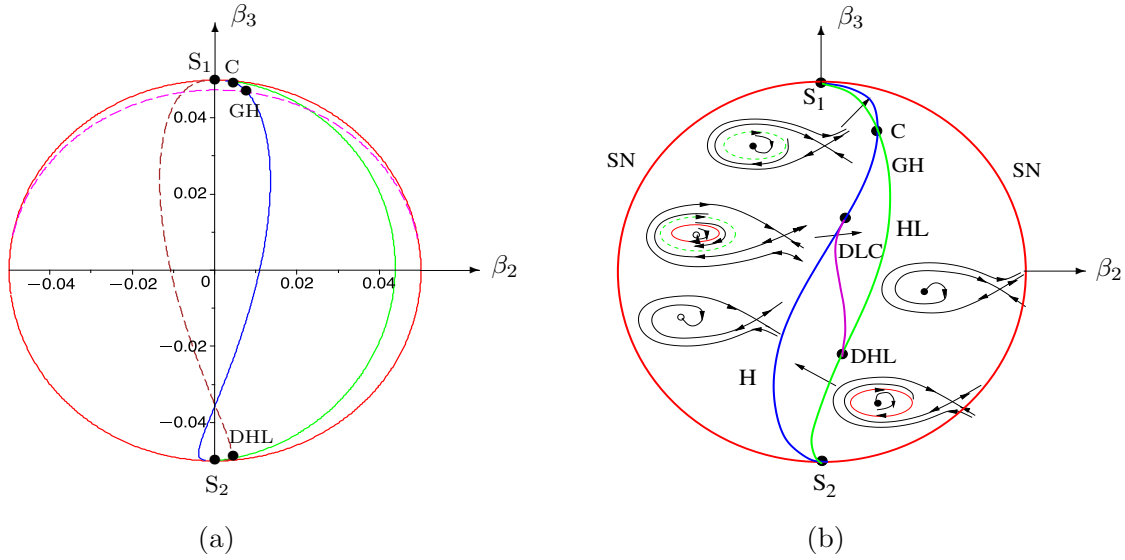 β₃
S₁
C
GH
0.04
0.02
−0.04
−0.02
0
0.02
0.04
β₂
−0.02
−0.04
DHL
S₂
(a)
β₃
S₁
C
SN
GH
SN
HL
DLC
β₂
DHL
H
S₂
(b)